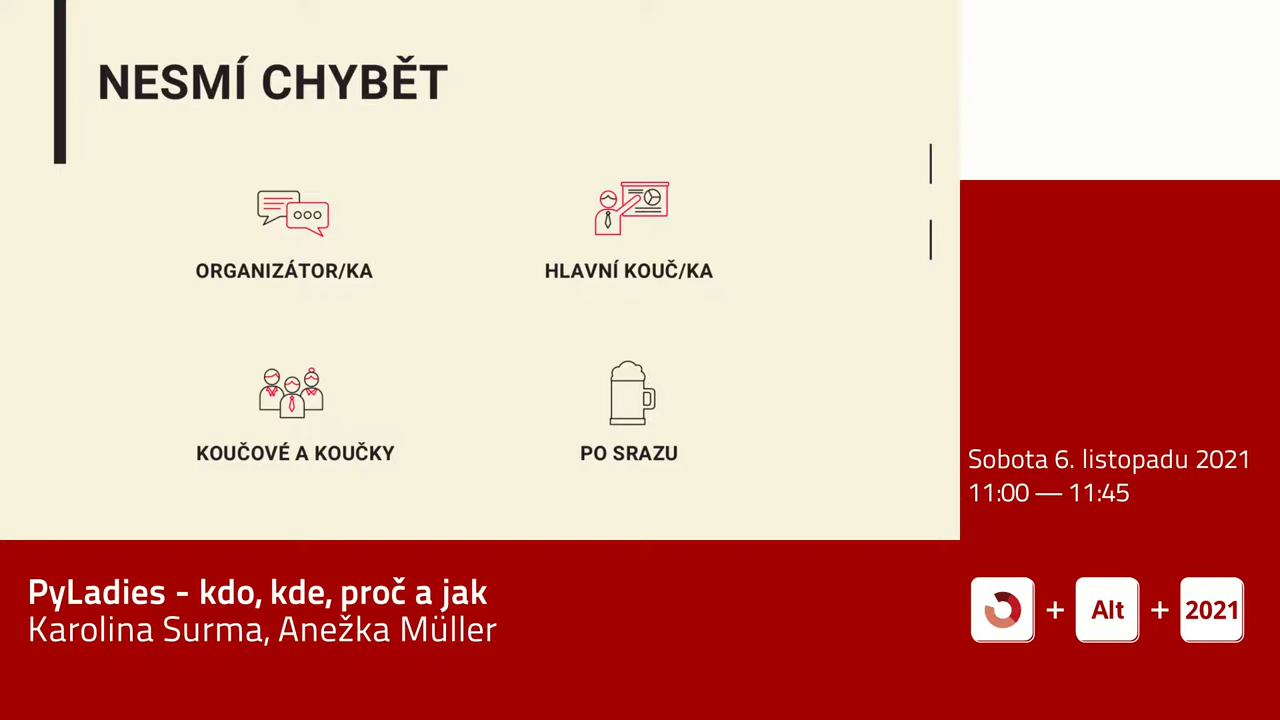 NESMÍ CHYBĚT
ORGANIZÁTOR/KA
HLAVNÍ KOUČ/KA
KOUČOVÉ A KOUČKY
PO SRAZU
Sobota 6. listopadu 2021
11:00 — 11:45
PyLadies - kdo, kde, proč a jak
Karolina Surma, Anežka Müller
+ Alt + 2021